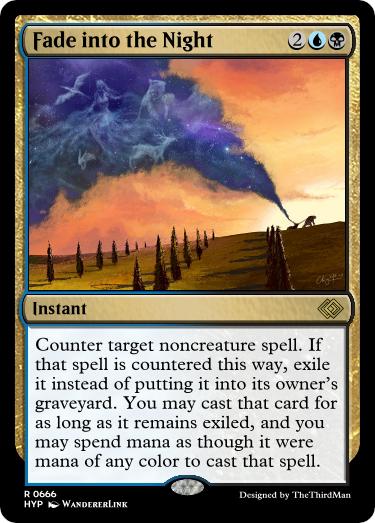 Fade into the Night 2
Instant
Counter target noncreature spell. If
that spell is countered this way, exile
it instead of putting it into its owner's
graveyard. You may cast that card for
as long as it remains exiled, and you
may spend mana as though it were
mana of any color to cast that spell.
R 0666
HYP WANDERERLINK
Designed by TheThirdMan